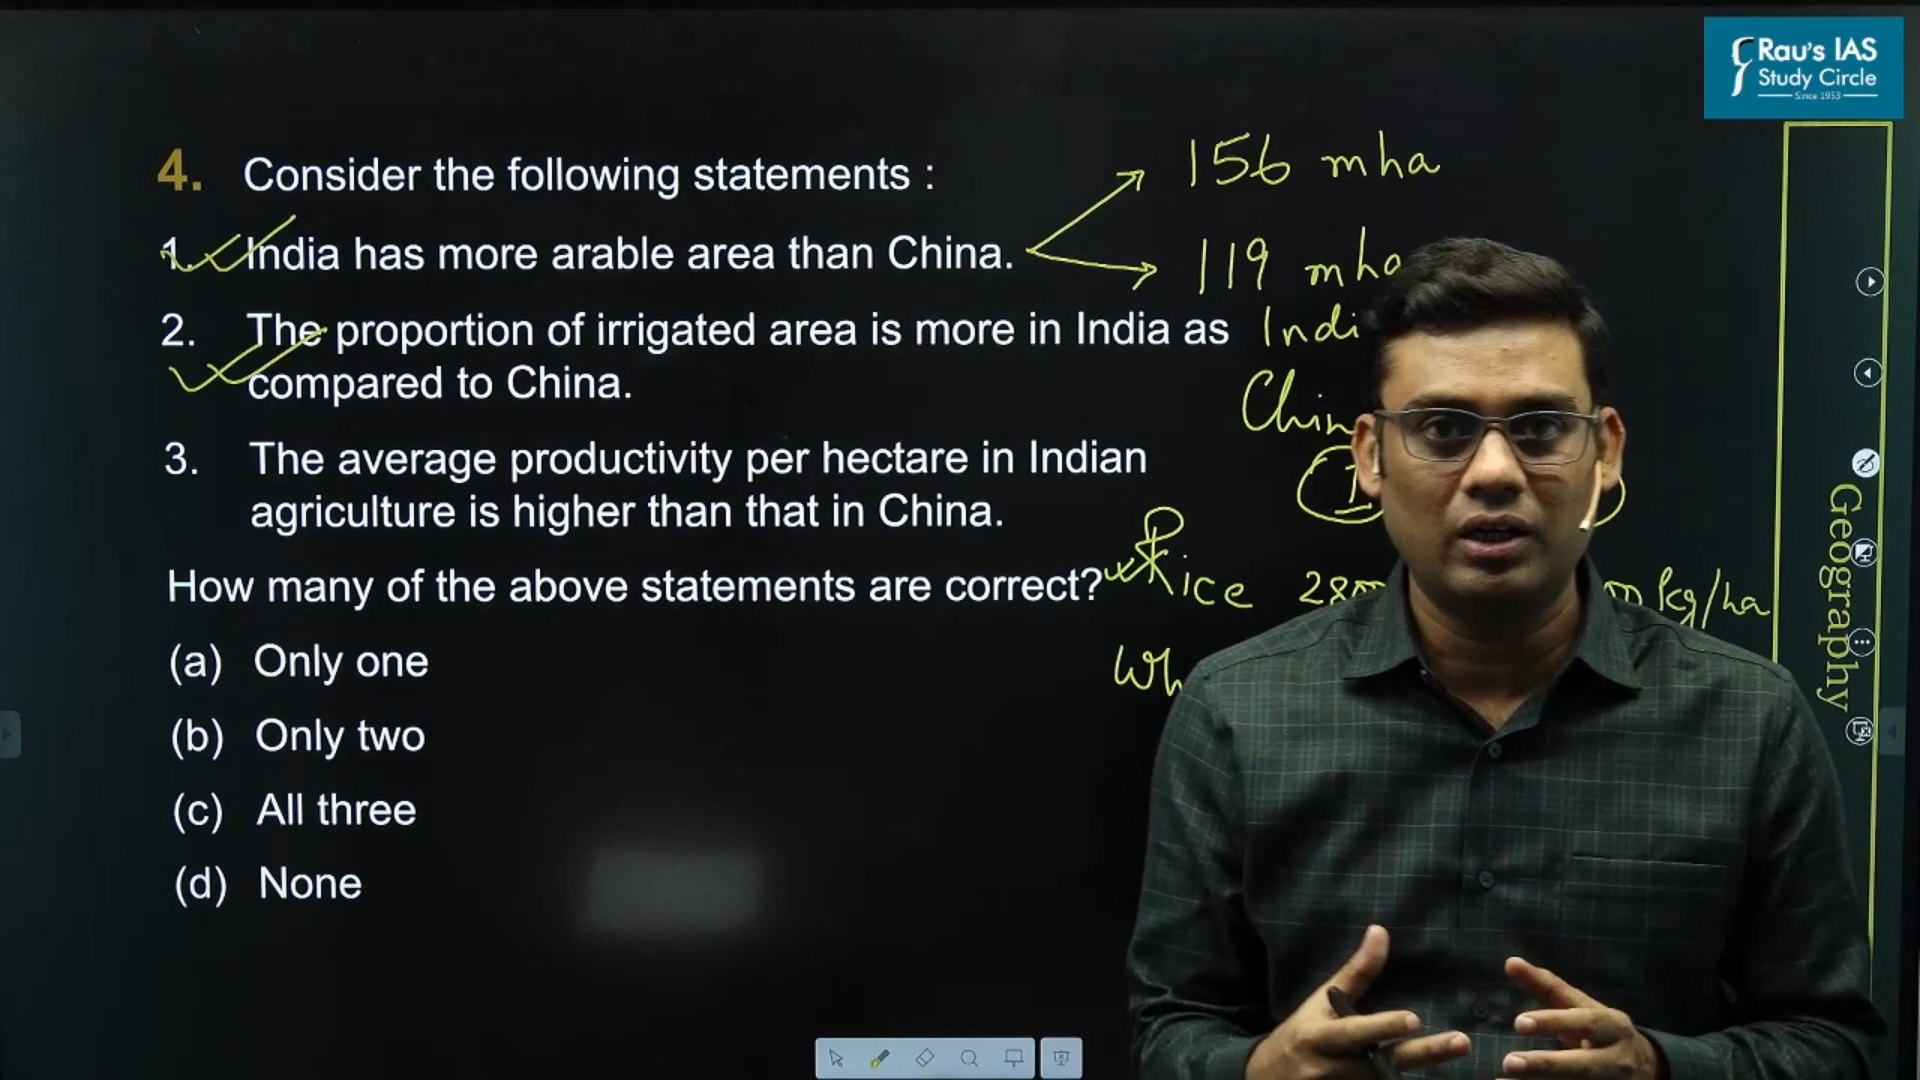 Rau's IAS
Study Circle
Since 1953
4. Consider the following statements :
156 mha
1. India has more arable area than China.
119 mha
2. The proportion of irrigated area is more in India as
compared to China.
3. The average productivity per hectare in Indian
agriculture is higher than that in China.
How many of the above statements are correct?
Rice
kg/ha
(a) Only one
(b) Only two
(c) All three
(d) None
Geography